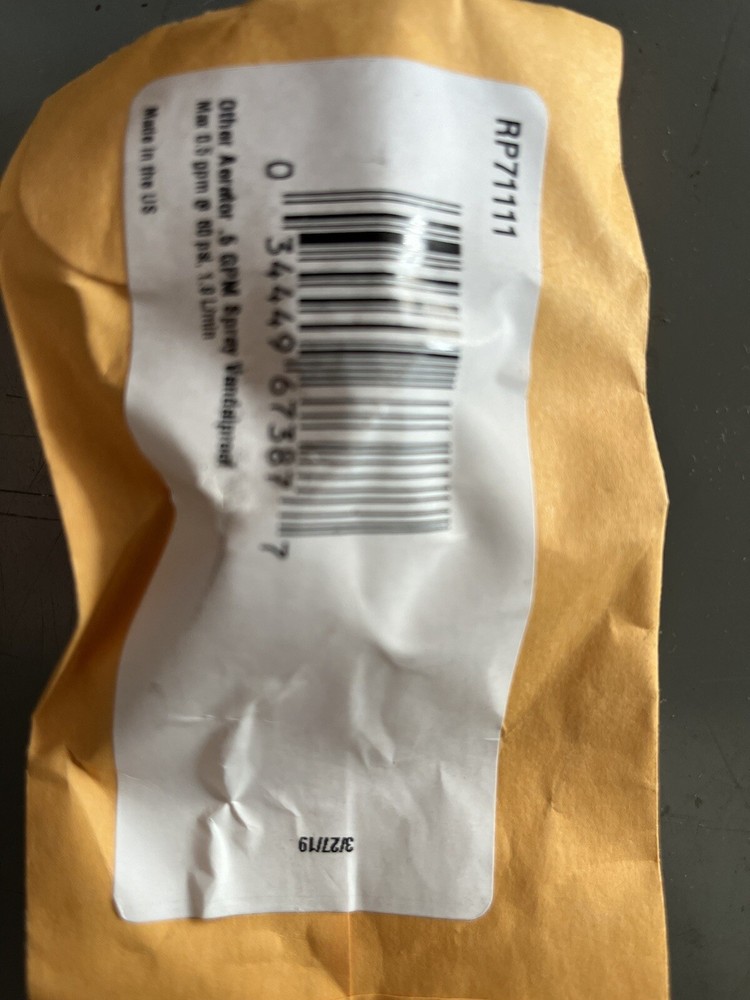 RP71111
0 34449 67387 7
Other Aerator .5 GPM Spray Vandalproof
Max 0.5 gpm @ 60 psi, 1.9 L/min
Made in the US
3/27/19